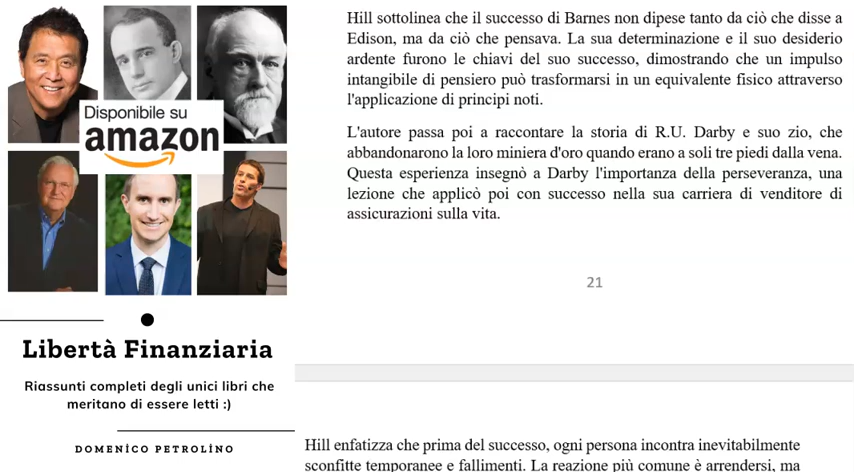 Disponibile su
amazon
Libertà Finanziaria
Riassunti completi degli unici libri che
meritano di essere letti :)
DOMENİCO PETROLİNO
Hill sottolinea che il successo di Barnes non dipese tanto da ciò che disse a
Edison, ma da ciò che pensava. La sua determinazione e il suo desiderio
ardente furono le chiavi del suo successo, dimostrando che un impulso
intangibile di pensiero può trasformarsi in un equivalente fisico attraverso
l'applicazione di principi noti.
L'autore passa poi a raccontare la storia di R.U. Darby e suo zio, che
abbandonarono la loro miniera d'oro quando erano a soli tre piedi dalla vena.
Questa esperienza insegnò a Darby l'importanza della perseveranza, una
lezione che applicò poi con successo nella sua carriera di venditore di
assicurazioni sulla vita.
21
Hill enfatizza che prima del successo, ogni persona incontra inevitabilmente
sconfitte temporanee e fallimenti. La reazione più comune è arrendersi, ma